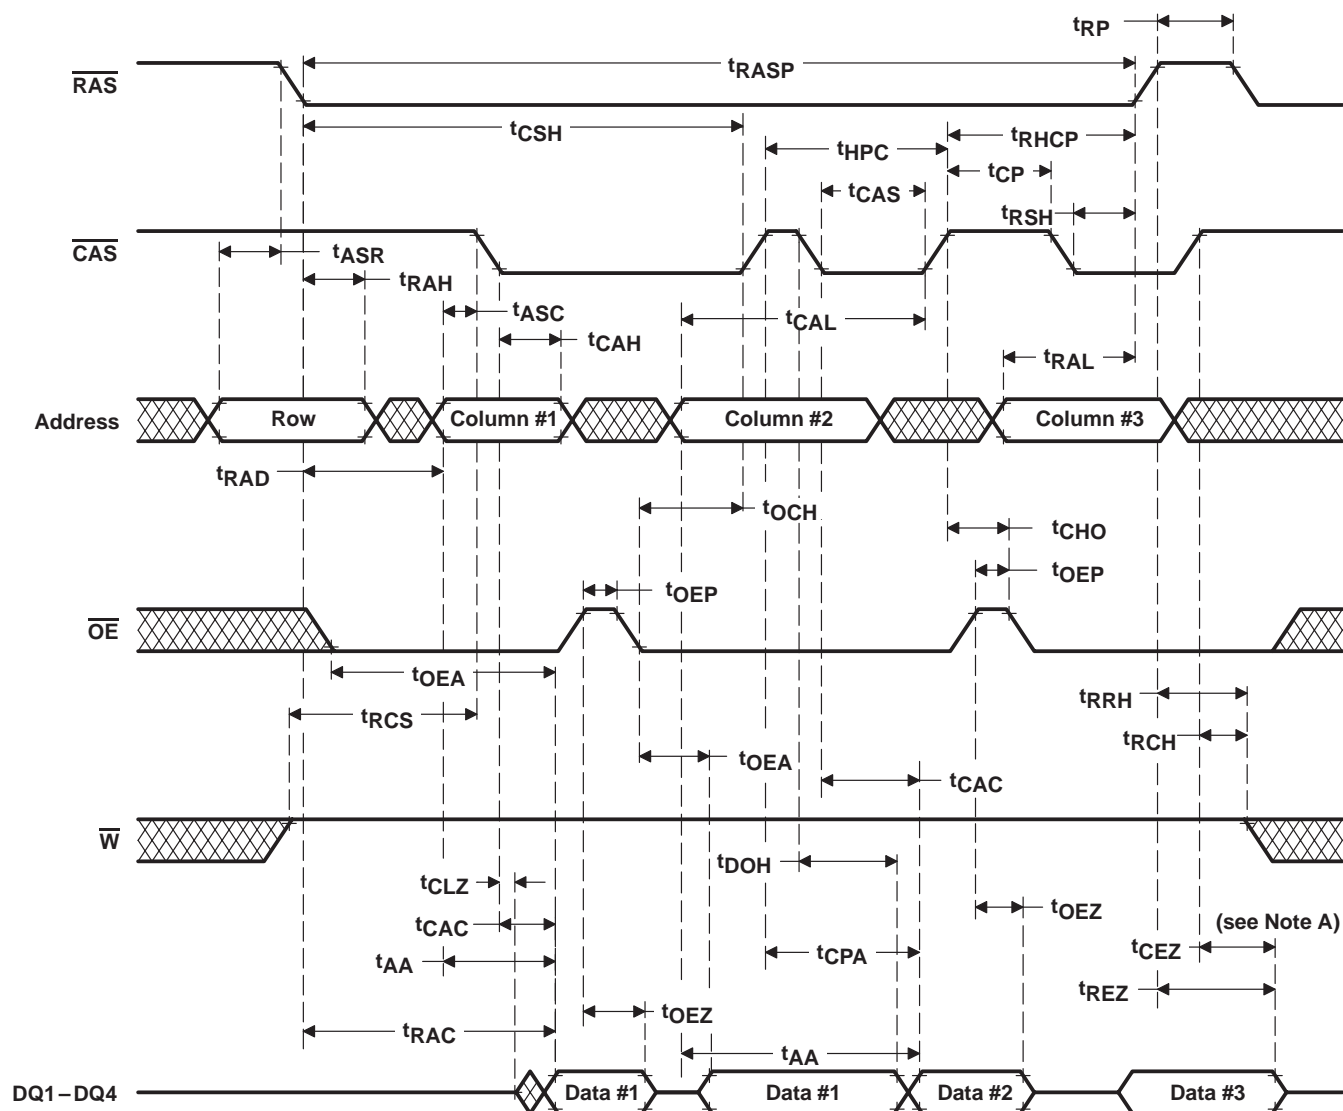 tRP
RAS
tRASP
tCSH
tRHCP
tHPC
tCP
tCAS
tRSH
CAS
tASR
tRAH
tASC
tCAL
tCAH
tRAL
Address
Row
Column #1
Column #2
Column #3
tRAD
tOCH
tCHO
tOEP
tOEP
OE
tOEA
tRRH
tRCS
tRCH
tOEA
tCAC
W
tDOH
tCLZ
tOEZ
tCAC
(see Note A)
tCPA
tCEZ
tAA
tREZ
tOEZ
tRAC
tAA
DQ1–DQ4
Data #1
Data #1
Data #2
Data #3